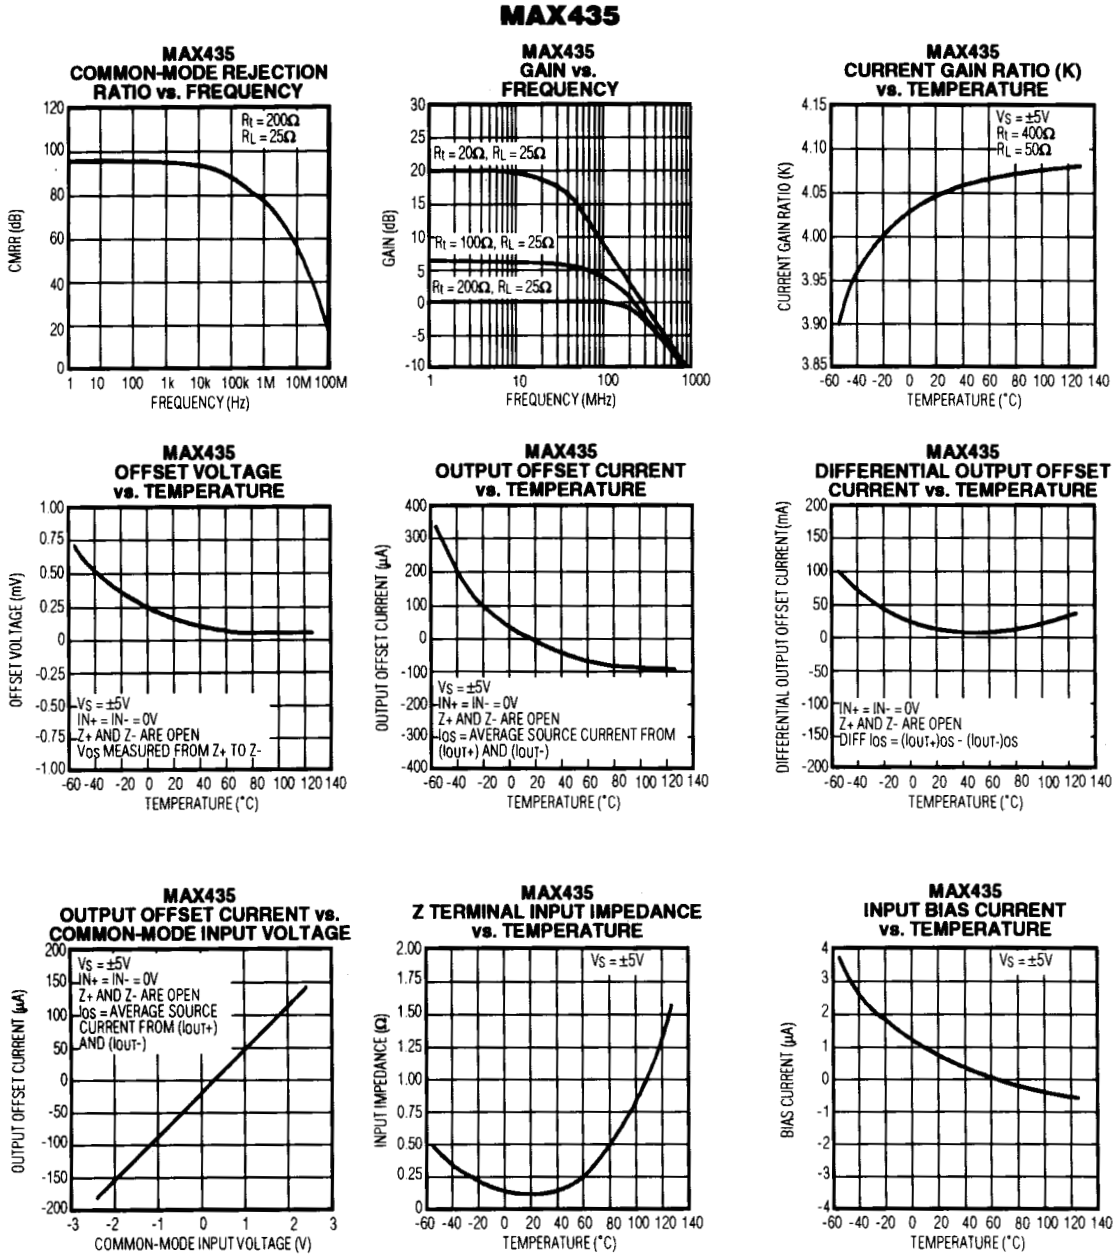 MAX435
MAX435
COMMON-MODE REJECTION
RATIO vs. FREQUENCY
120
100
80
60
40
20
0
CMRR (dB)
Rt = 200Ω
RL = 25Ω
1 10 100 1k 10k 100k 1M 10M 100M
FREQUENCY (Hz)
MAX435
GAIN vs.
FREQUENCY
30
25
20
15
10
5
0
-5
-10
GAIN (dB)
Rt = 20Ω, RL = 25Ω
Rt = 100Ω, RL = 25Ω
Rt = 200Ω, RL = 25Ω
1 10 100 1000
FREQUENCY (MHz)
MAX435
CURRENT GAIN RATIO (K)
vs. TEMPERATURE
4.15
4.10
4.05
4.00
3.95
3.90
3.85
CURRENT GAIN RATIO (K)
VS = ±5V
Rt = 400Ω
RL = 50Ω
-60 -40 -20 0 20 40 60 80 100 120 140
TEMPERATURE (°C)
MAX435
OFFSET VOLTAGE
vs. TEMPERATURE
1.00
0.75
0.50
0.25
0
-0.25
-0.50
-0.75
-1.00
OFFSET VOLTAGE (mV)
VS = ±5V
IN+ = IN- = 0V
Z+ AND Z- ARE OPEN
VOS MEASURED FROM Z+ TO Z-
-60 -40 -20 0 20 40 60 80 100 120 140
TEMPERATURE (°C)
MAX435
OUTPUT OFFSET CURRENT
vs. TEMPERATURE
400
300
200
100
0
-100
-200
-300
-400
OUTPUT OFFSET CURRENT (µA)
VS = ±5V
IN+ = IN- = 0V
Z+ AND Z- ARE OPEN
IOS = AVERAGE SOURCE CURRENT FROM
(IOUT+) AND (IOUT-)
-60 -40 -20 0 20 40 60 80 100 120 140
TEMPERATURE (°C)
MAX435
DIFFERENTIAL OUTPUT OFFSET
CURRENT vs. TEMPERATURE
200
150
100
50
0
-50
-100
-150
-200
DIFFERENTIAL OUTPUT OFFSET CURRENT (mA)
IN+ = IN- = 0V
Z+ AND Z- ARE OPEN
DIFF IOS = (IOUT+)OS - (IOUT-)OS
-60 -40 -20 0 20 40 60 80 100 120 140
TEMPERATURE (°C)
MAX435
OUTPUT OFFSET CURRENT vs.
COMMON-MODE INPUT VOLTAGE
200
150
100
50
0
-50
-100
-150
-200
OUTPUT OFFSET CURRENT (µA)
VS = ±5V
IN+ = IN- = 0V
Z+ AND Z- ARE OPEN
IOS = AVERAGE SOURCE
CURRENT FROM (IOUT+)
AND (IOUT-)
-3 -2 -1 0 1 2 3
COMMON-MODE INPUT VOLTAGE (V)
MAX435
Z TERMINAL INPUT IMPEDANCE
vs. TEMPERATURE
2.00
1.75
1.50
1.25
1.00
0.75
0.50
0.25
0
INPUT IMPEDANCE (Ω)
VS = ±5V
-60 -40 -20 0 20 40 60 80 100 120 140
TEMPERATURE (°C)
MAX435
INPUT BIAS CURRENT
vs. TEMPERATURE
4
3
2
1
0
-1
-2
-3
-4
BIAS CURRENT (µA)
VS = ±5V
-60 -40 -20 0 20 40 60 80 100 120 140
TEMPERATURE (°C)